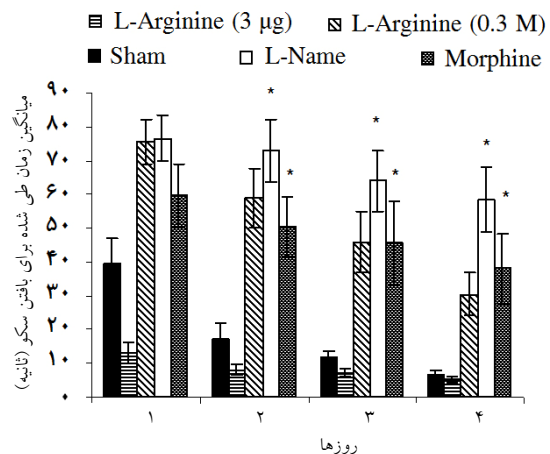 L-Arginine (3 µg) L-Arginine (0.3 M)
Sham L-Name Morphine
میانگین زمان طی شده برای یافتن سکو (ثانیه)
۹۰
۸۰
۷۰
۶۰
۵۰
۴۰
۳۰
۲۰
۱۰
۰
* * *
* * *
۱ ۲ ۳ ۴
روزها